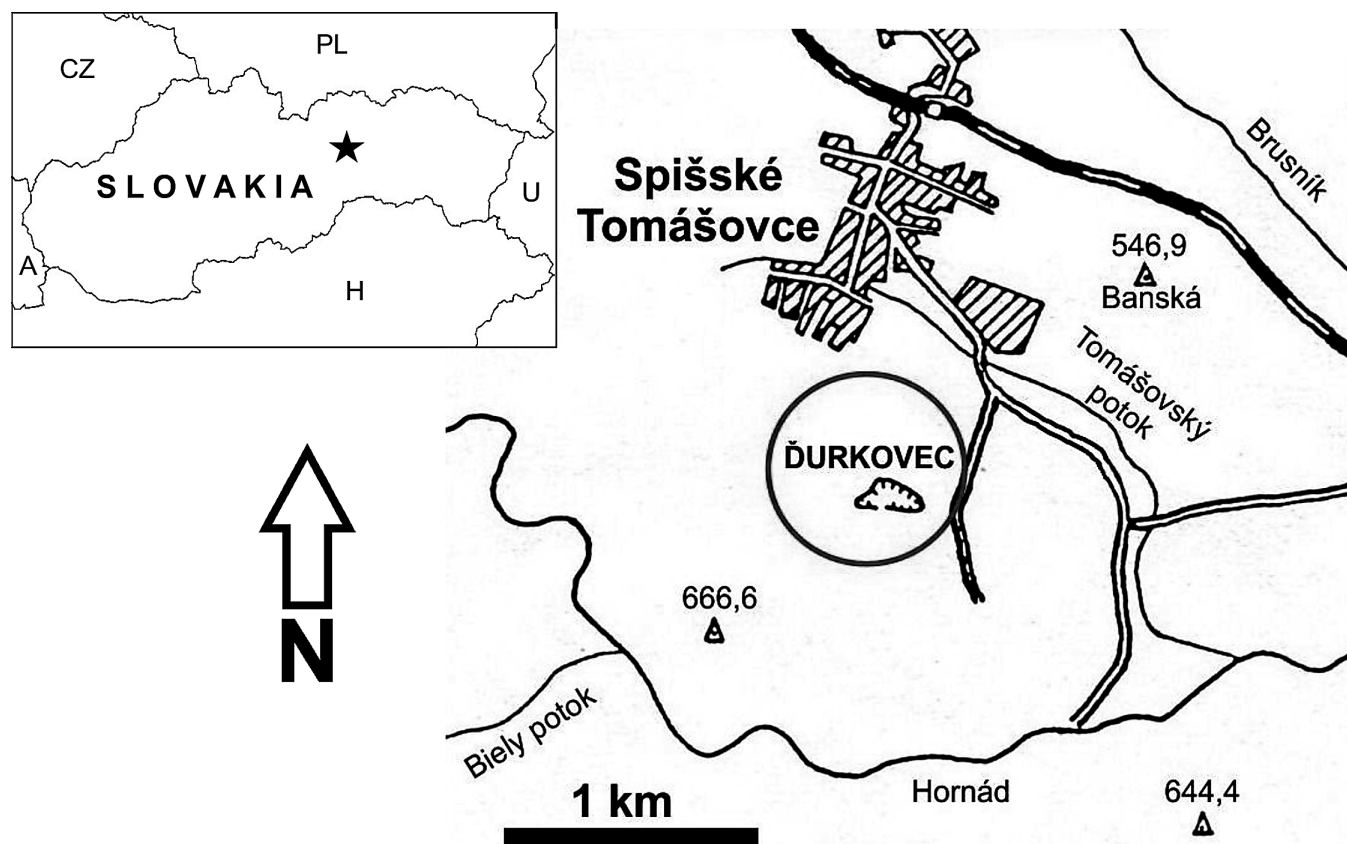 PL
CZ
SLOVAKIA
U
A
H
N
Spišské
Tomášovce
Brusník
546,9
Banská
Tomášovský
potok
ĎURKOVEC
666,6
Biely potok
Hornád
644,4
1 km